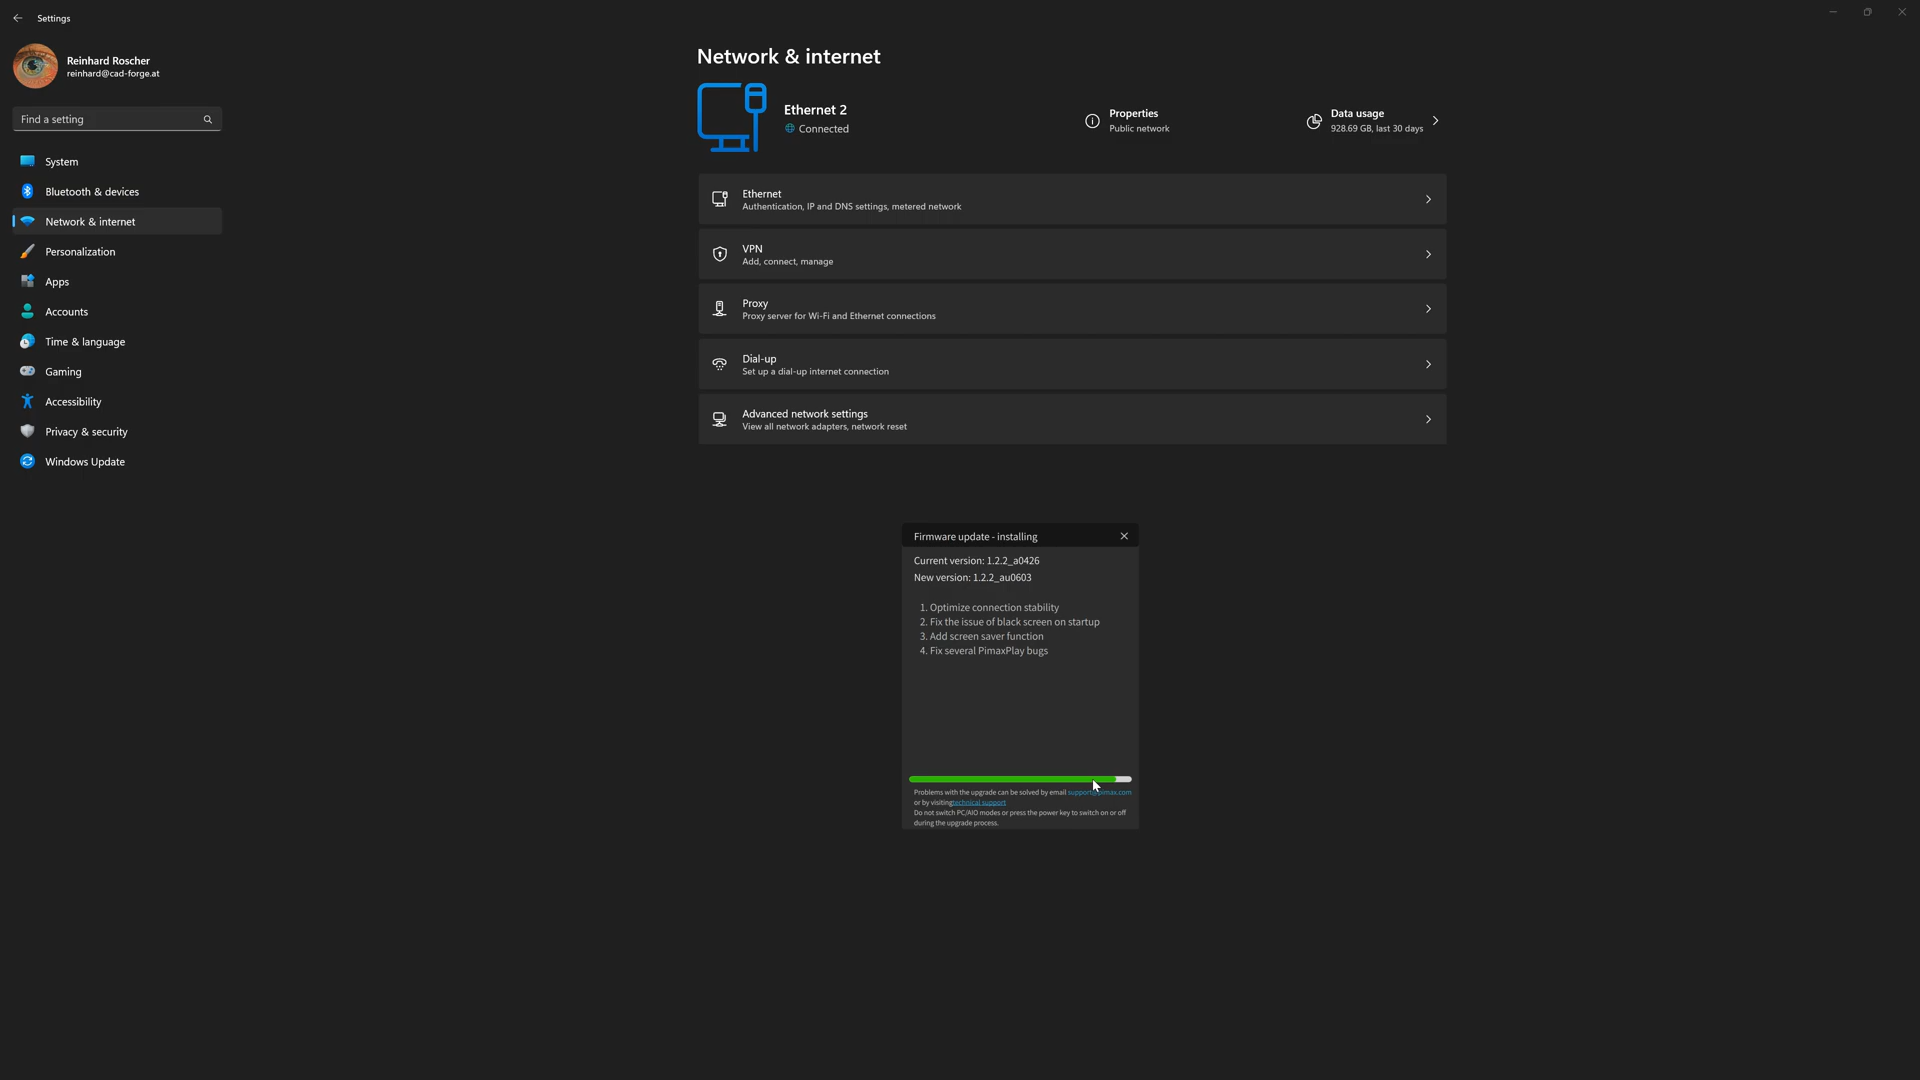 Settings
Reinhard Roscher
reinhard@cad-forge.at
Find a setting
System
Bluetooth & devices
Network & internet
Personalization
Apps
Accounts
Time & language
Gaming
Accessibility
Privacy & security
Windows Update
Network & internet
Ethernet 2
Connected
Properties
Public network
Data usage
928.69 GB, last 30 days
Ethernet
Authentication, IP and DNS settings, metered network
VPN
Add, connect, manage
Proxy
Proxy server for Wi-Fi and Ethernet connections
Dial-up
Set up a dial-up internet connection
Advanced network settings
View all network adapters, network reset
Firmware update - installing
Current version: 1.2.2_a0426
New version: 1.2.2_au0603
1. Optimize connection stability
2. Fix the issue of black screen on startup
3. Add screen saver function
4. Fix several PimaxPlay bugs
Problems with the upgrade can be solved by email support@pimax.com
or by visitingtechnical support
Do not switch PC/AIO modes or press the power key to switch on or off
during the upgrade process.